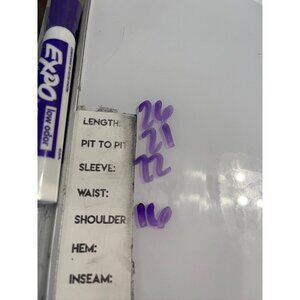 EXPO
low odor
LENGTH: 26
PIT TO PIT 21
SLEEVE: 22
WAIST:
SHOULDER 16
HEM:
INSEAM: